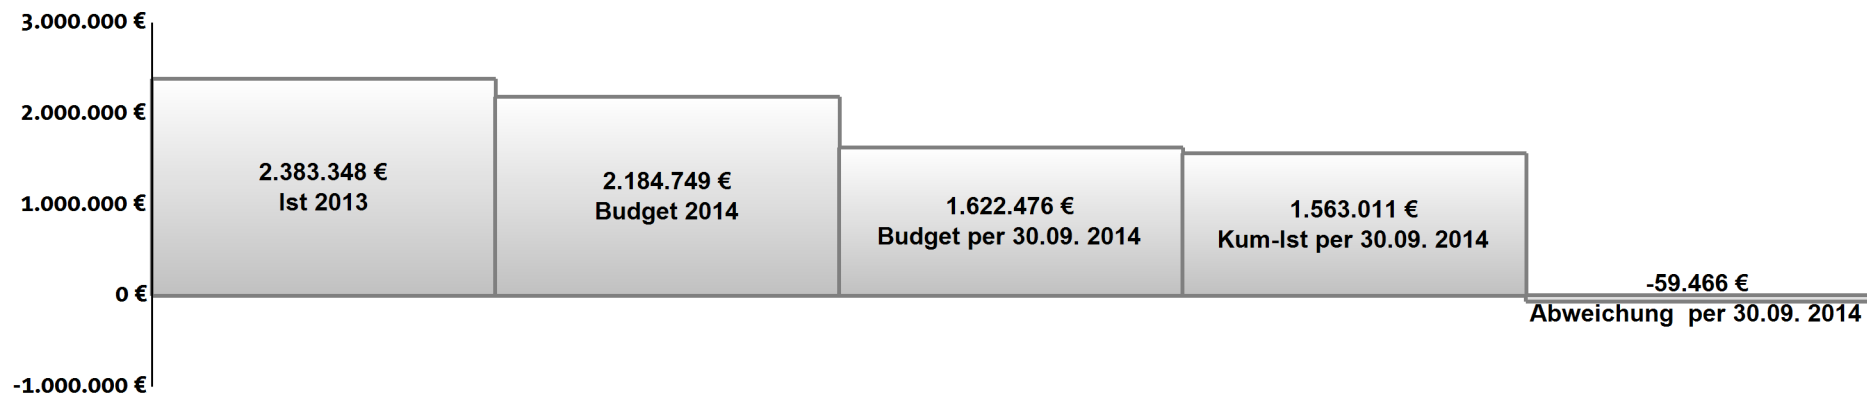 3.000.000 €
2.000.000 €
1.000.000 €
0 €
-1.000.000 €
2.383.348 €
Ist 2013
2.184.749 €
Budget 2014
1.622.476 €
Budget per 30.09. 2014
1.563.011 €
Kum-Ist per 30.09. 2014
-59.466 €
Abweichung  per 30.09. 2014